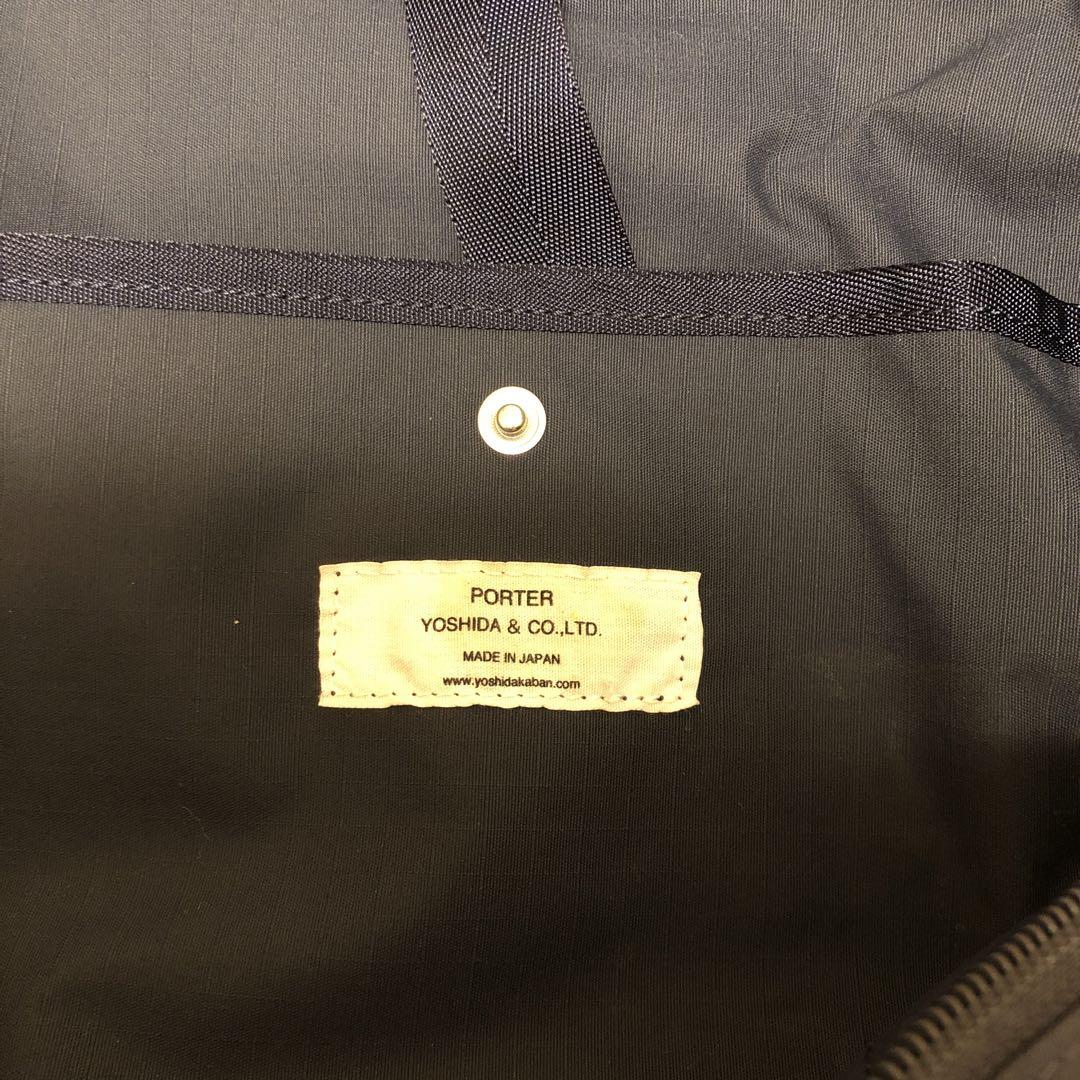 PORTER
YOSHIDA & CO.,LTD.
MADE IN JAPAN
www.yoshidakaban.com